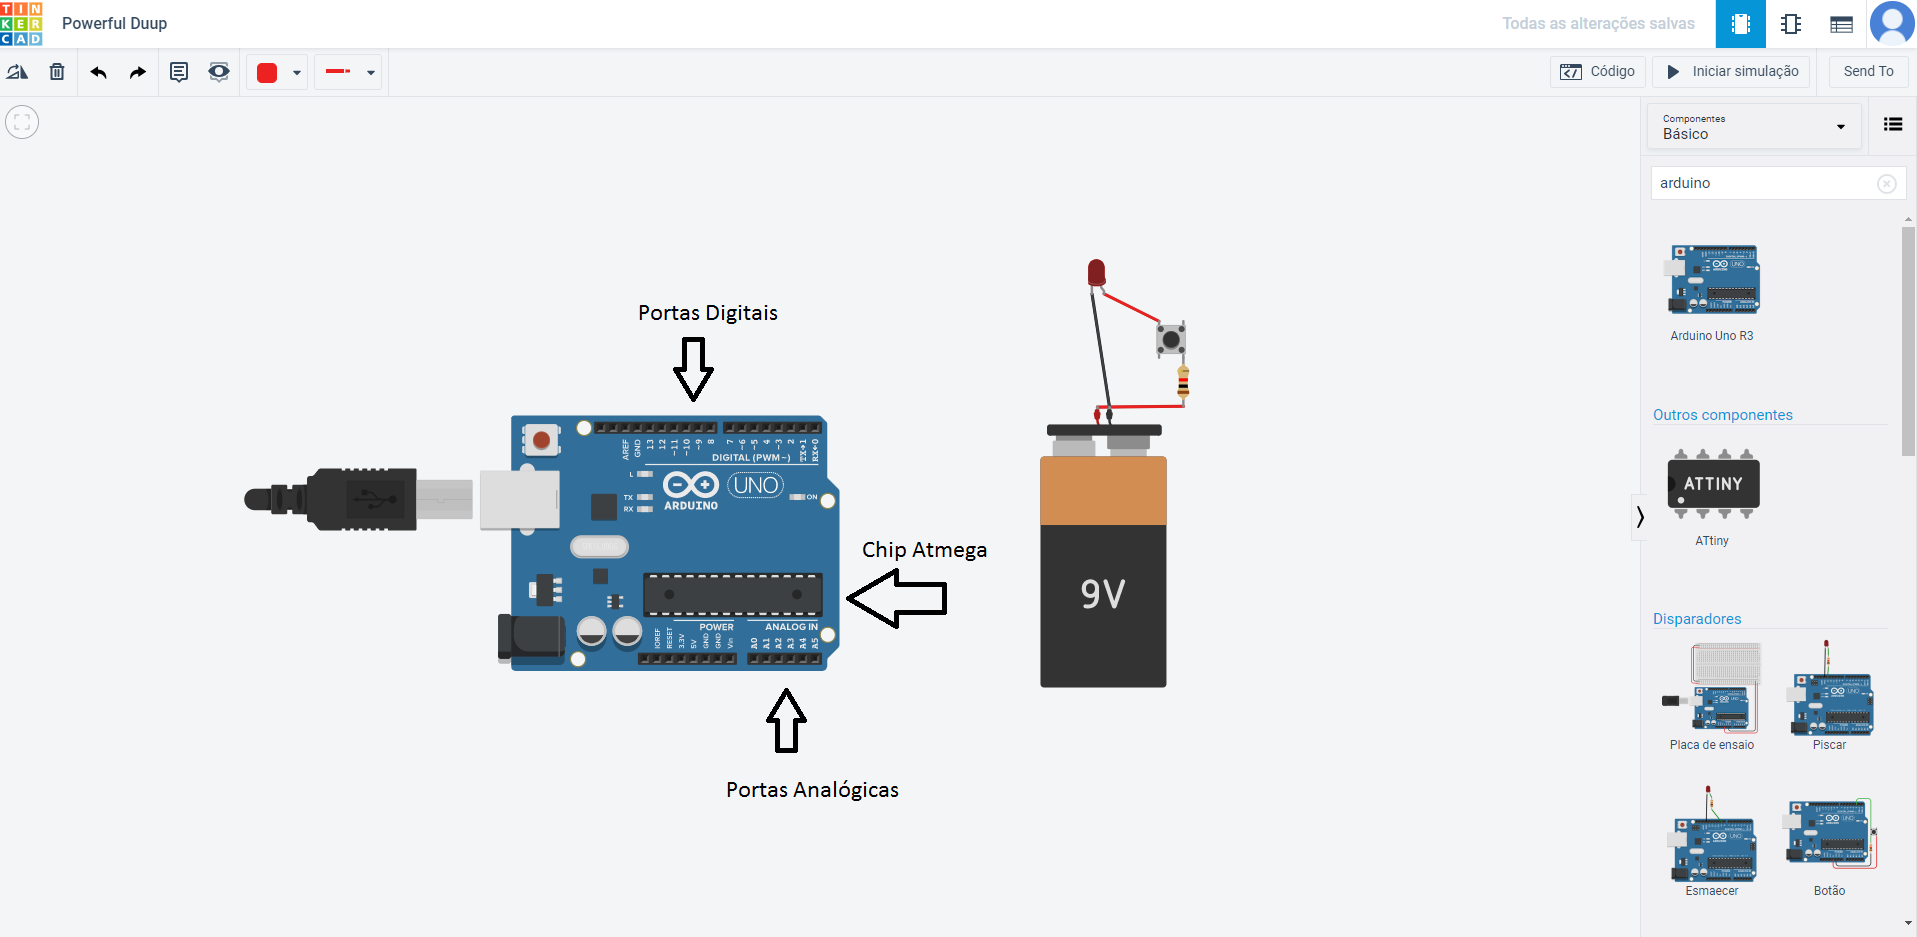 TIN
KER
CAD
Powerful Duup
Todas as alterações salvas
Código
Iniciar simulação
Send To
Componentes
Básico
arduino
Arduino Uno R3
Outros componentes
ATTINY
ATtiny
Disparadores
Placa de ensaio
Piscar
Esmaecer
Botão
Portas Digitais
AREF
GND
13
12
~11
~10
~9
8
7
~6
~5
4
~3
2
TX→1
RX←0
DIGITAL (PWM~)
L
TX
RX
ARDUINO
UNO
ON
Chip Atmega
POWER
ANALOG IN
IOREF
RESET
3.3V
5V
GND
GND
Vin
A0
A1
A2
A3
A4
A5
Portas Analógicas
9V